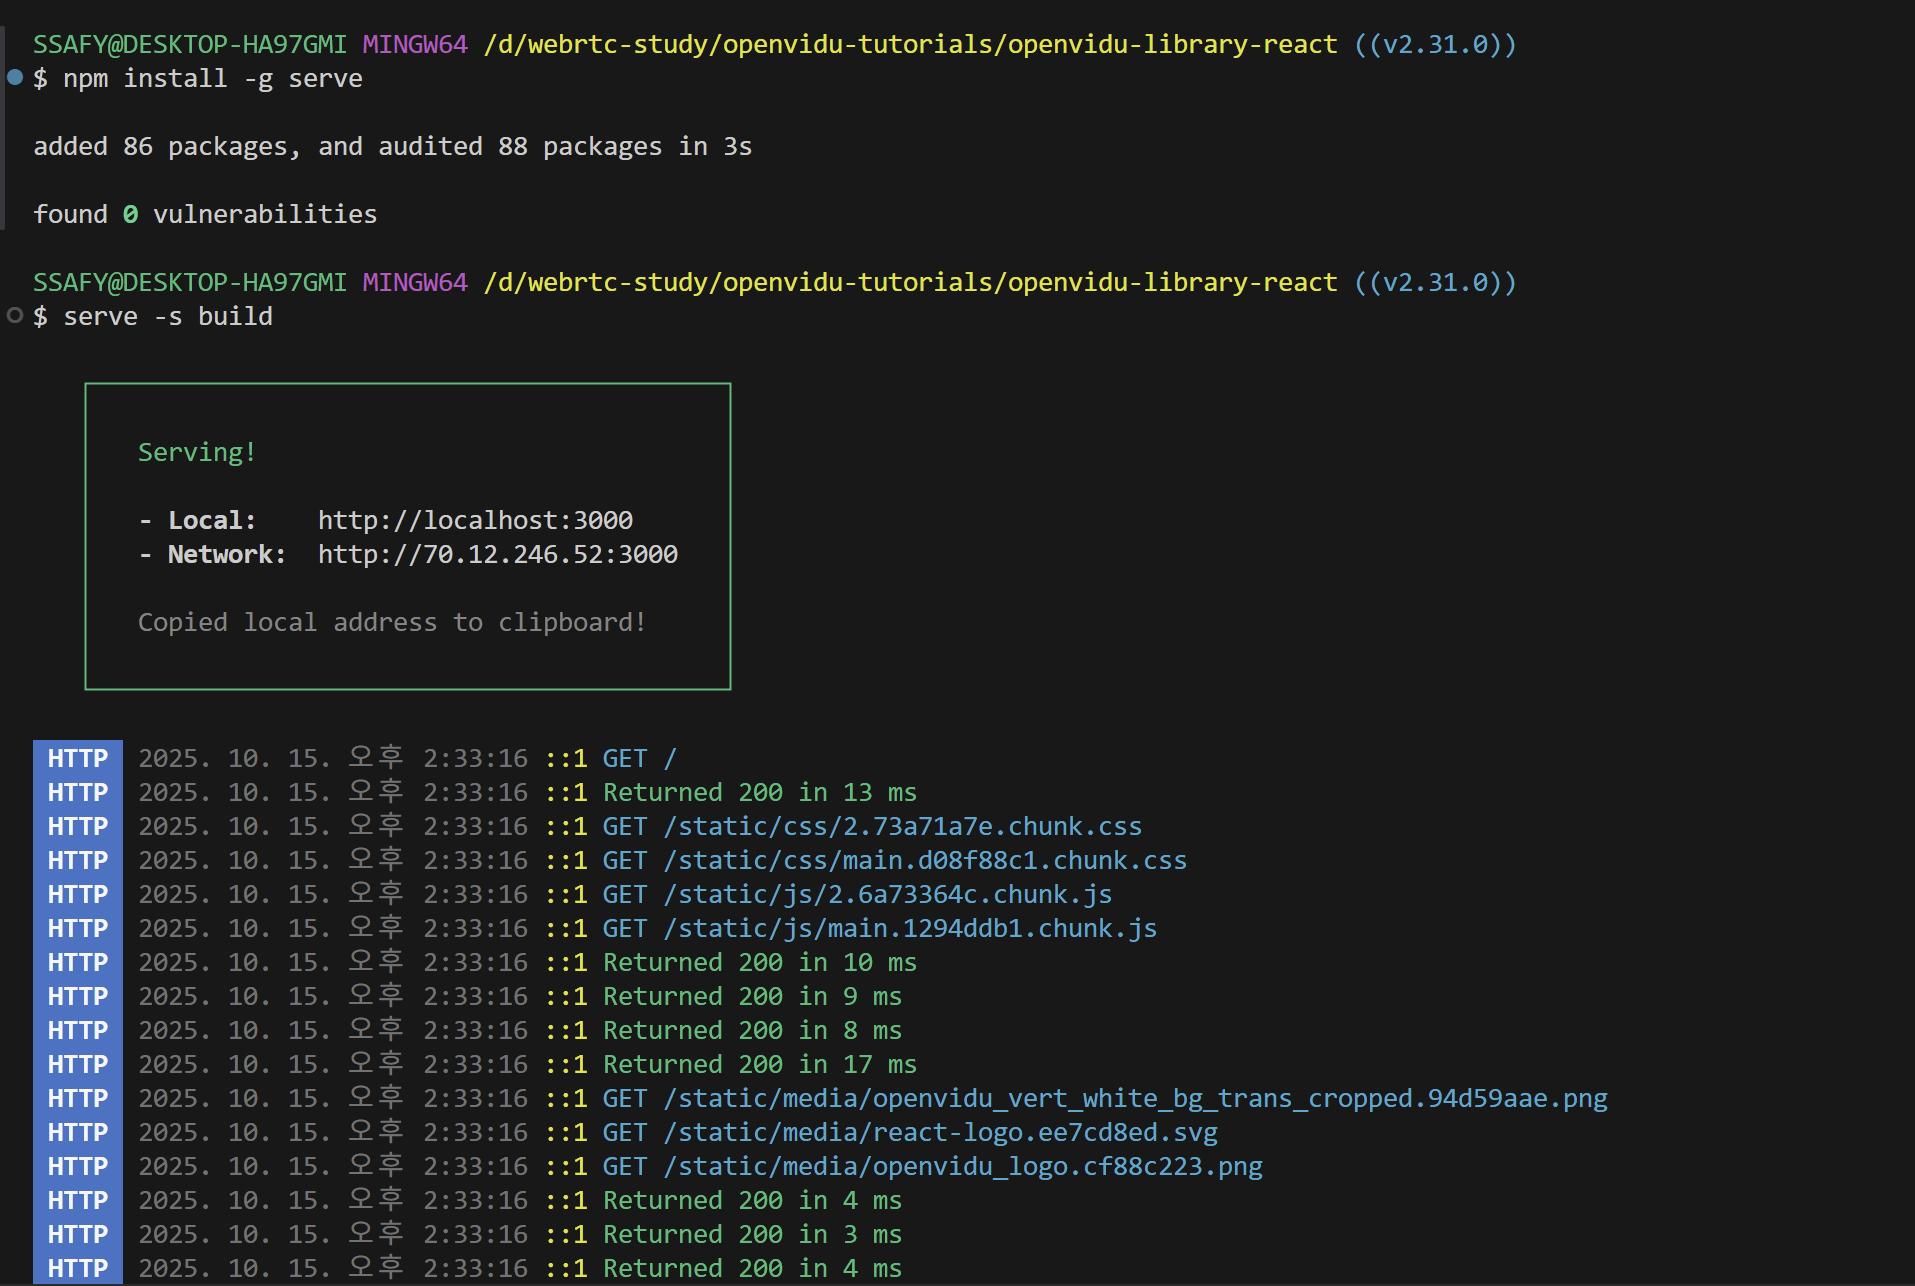 SSAFY@DESKTOP-HA97GMI MINGW64 /d/webrtc-study/openvidu-tutorials/openvidu-library-react ((v2.31.0))
$ npm install -g serve
added 86 packages, and audited 88 packages in 3s
found 0 vulnerabilities
SSAFY@DESKTOP-HA97GMI MINGW64 /d/webrtc-study/openvidu-tutorials/openvidu-library-react ((v2.31.0))
$ serve -s build
Serving!
- Local:    http://localhost:3000
- Network:  http://70.12.246.52:3000
Copied local address to clipboard!
HTTP 2025. 10. 15. 오후 2:33:16 ::1 GET /
HTTP 2025. 10. 15. 오후 2:33:16 ::1 Returned 200 in 13 ms
HTTP 2025. 10. 15. 오후 2:33:16 ::1 GET /static/css/2.73a71a7e.chunk.css
HTTP 2025. 10. 15. 오후 2:33:16 ::1 GET /static/css/main.d08f88c1.chunk.css
HTTP 2025. 10. 15. 오후 2:33:16 ::1 GET /static/js/2.6a73364c.chunk.js
HTTP 2025. 10. 15. 오후 2:33:16 ::1 GET /static/js/main.1294ddb1.chunk.js
HTTP 2025. 10. 15. 오후 2:33:16 ::1 Returned 200 in 10 ms
HTTP 2025. 10. 15. 오후 2:33:16 ::1 Returned 200 in 9 ms
HTTP 2025. 10. 15. 오후 2:33:16 ::1 Returned 200 in 8 ms
HTTP 2025. 10. 15. 오후 2:33:16 ::1 Returned 200 in 17 ms
HTTP 2025. 10. 15. 오후 2:33:16 ::1 GET /static/media/openvidu_vert_white_bg_trans_cropped.94d59aae.png
HTTP 2025. 10. 15. 오후 2:33:16 ::1 GET /static/media/react-logo.ee7cd8ed.svg
HTTP 2025. 10. 15. 오후 2:33:16 ::1 GET /static/media/openvidu_logo.cf88c223.png
HTTP 2025. 10. 15. 오후 2:33:16 ::1 Returned 200 in 4 ms
HTTP 2025. 10. 15. 오후 2:33:16 ::1 Returned 200 in 3 ms
HTTP 2025. 10. 15. 오후 2:33:16 ::1 Returned 200 in 4 ms